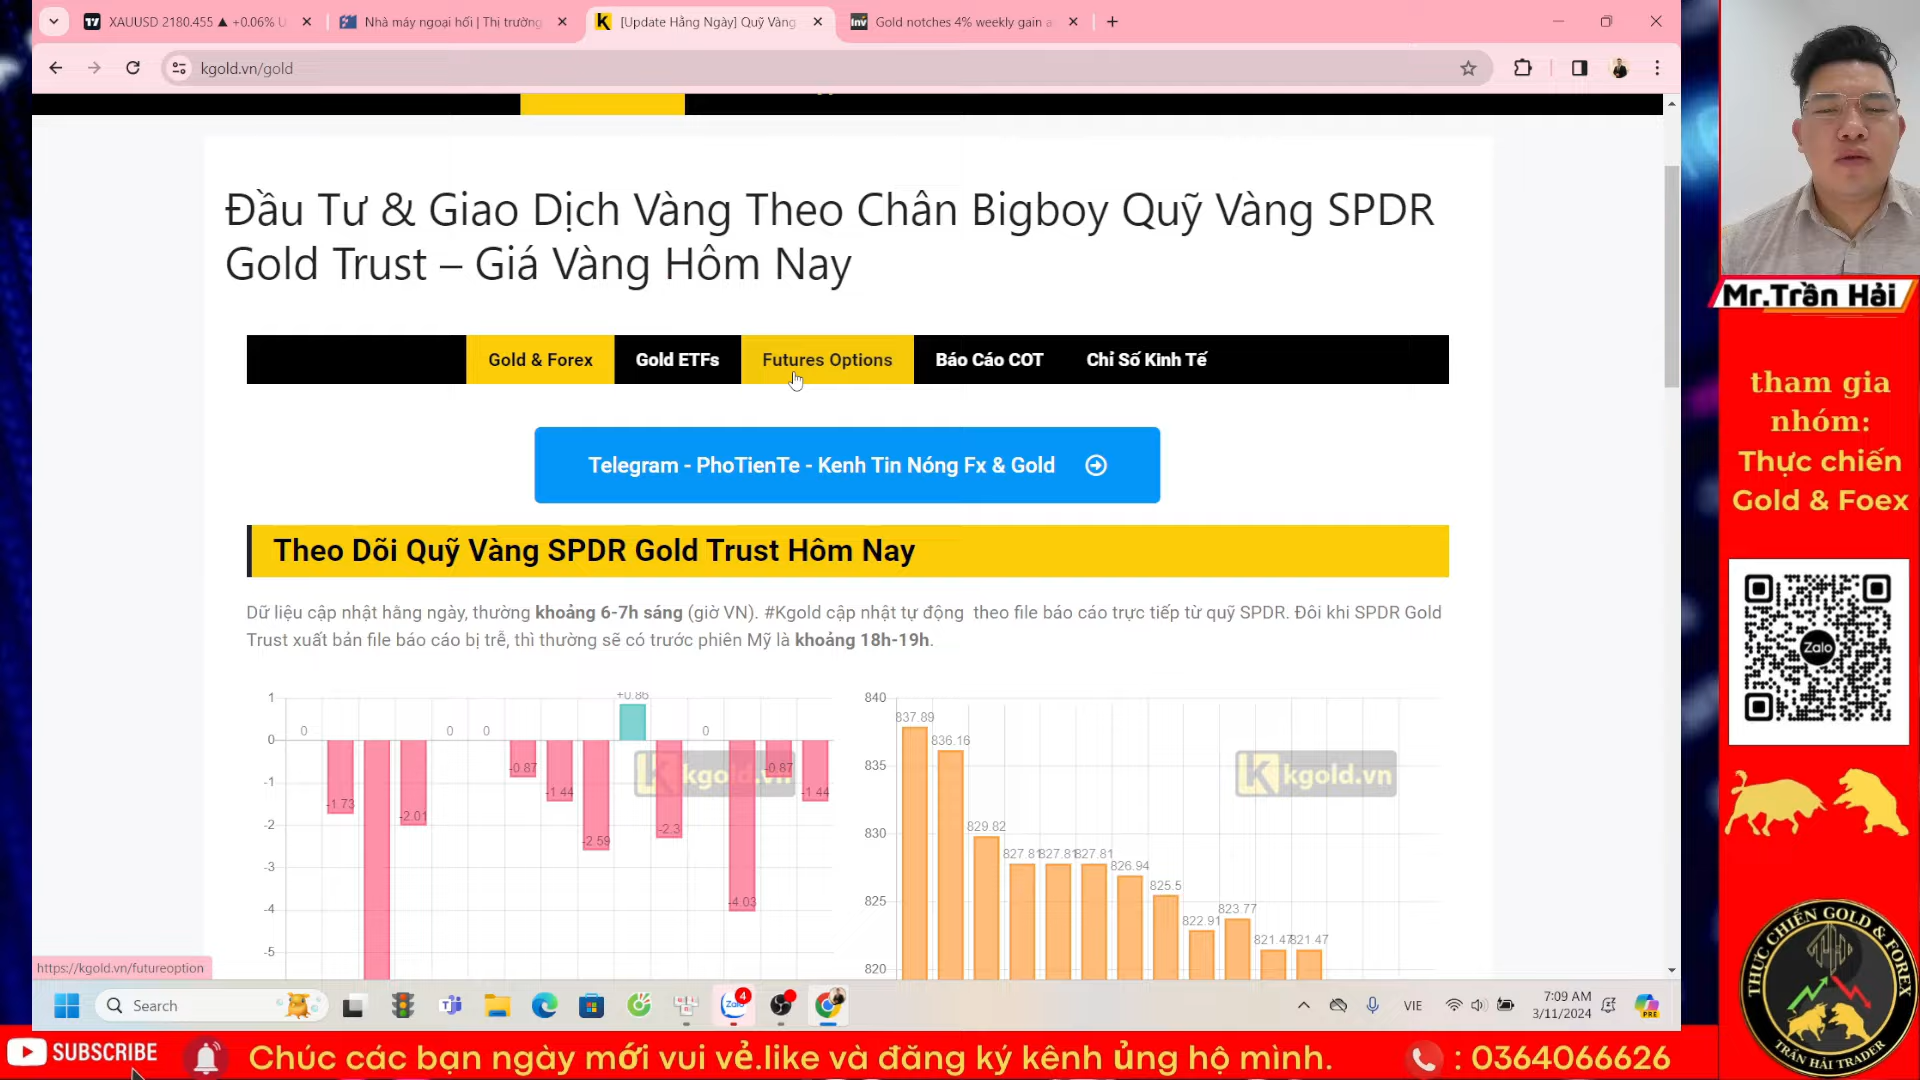 XAUUSD 2180.455 ▲ +0.06% U
Nhà máy ngoại hối | Thị trường
[Update Hằng Ngày] Quỹ Vàng
Gold notches 4% weekly gain a
kgold.vn/gold
Đầu Tư & Giao Dịch Vàng Theo Chân Bigboy Quỹ Vàng SPDR
Gold Trust – Giá Vàng Hôm Nay
Gold & Forex
Gold ETFs
Futures Options
Báo Cáo COT
Chỉ Số Kinh Tế
Telegram - PhoTienTe - Kenh Tin Nóng Fx & Gold
Theo Dõi Quỹ Vàng SPDR Gold Trust Hôm Nay
Dữ liệu cập nhật hằng ngày, thường khoảng 6-7h sáng (giờ VN). #Kgold cập nhật tự động theo file báo cáo trực tiếp từ quỹ SPDR. Đôi khi SPDR Gold
Trust xuất bản file báo cáo bị trễ, thì thường sẽ có trước phiên Mỹ là khoảng 18h-19h.
1
0
-1
-2
-3
-4
-5
0
-1.73
-2.01
0
0
-0.87
-1.44
-2.59
+0.86
-2.3
0
-4.03
-0.87
-1.44
kgold.vn
840
835
830
825
820
837.89
836.16
829.82
827.81
827.81
827.81
826.94
825.5
822.91
823.77
821.47
821.47
kgold.vn
https://kgold.vn/futureoption
Search
Zalo
4
VIE
7:09 AM
3/11/2024
PRE
Mr.Trần Hải
tham gia
nhóm:
Thực chiến
Gold & Foex
Zalo
THỰC CHIẾN GOLD & FOREX
TRẦN HẢI TRADER
SUBSCRIBE
Chúc các bạn ngày mới vui vẻ.like và đăng ký kênh ủng hộ mình.
: 0364066626